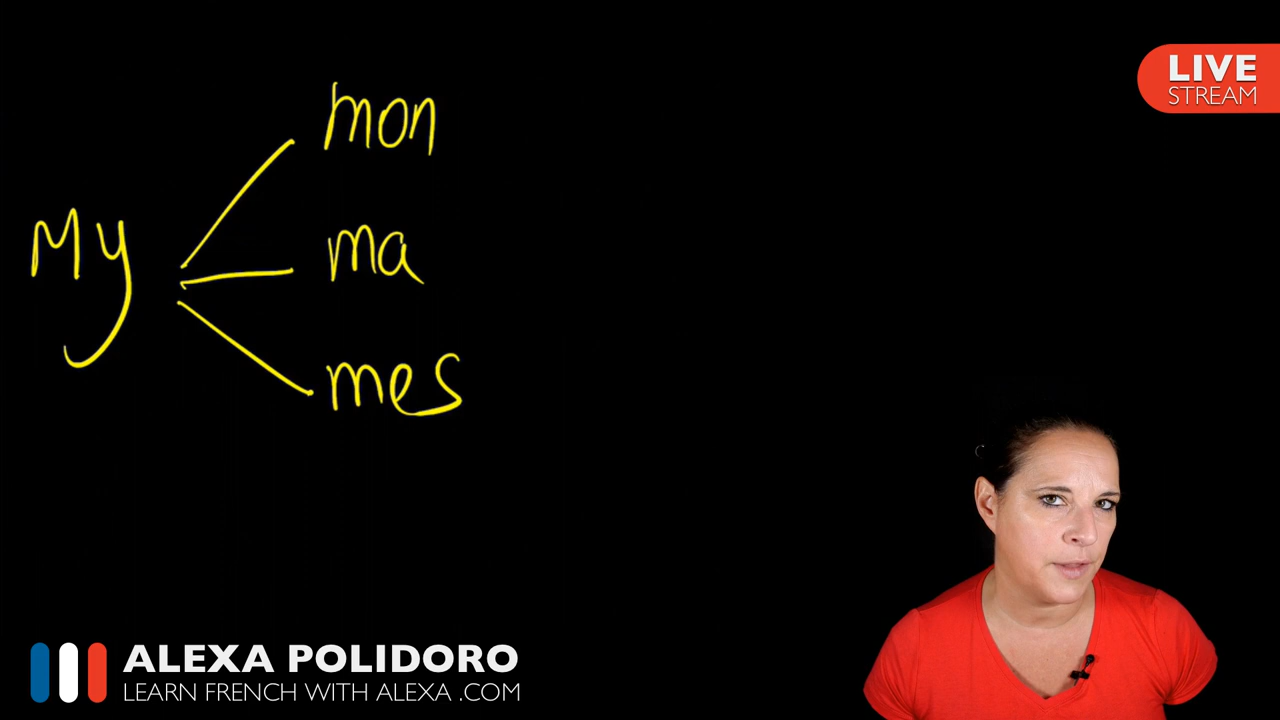 LIVE
STREAM
mon
My
ma
mes
ALEXA POLIDORO
LEARN FRENCH WITH ALEXA .COM